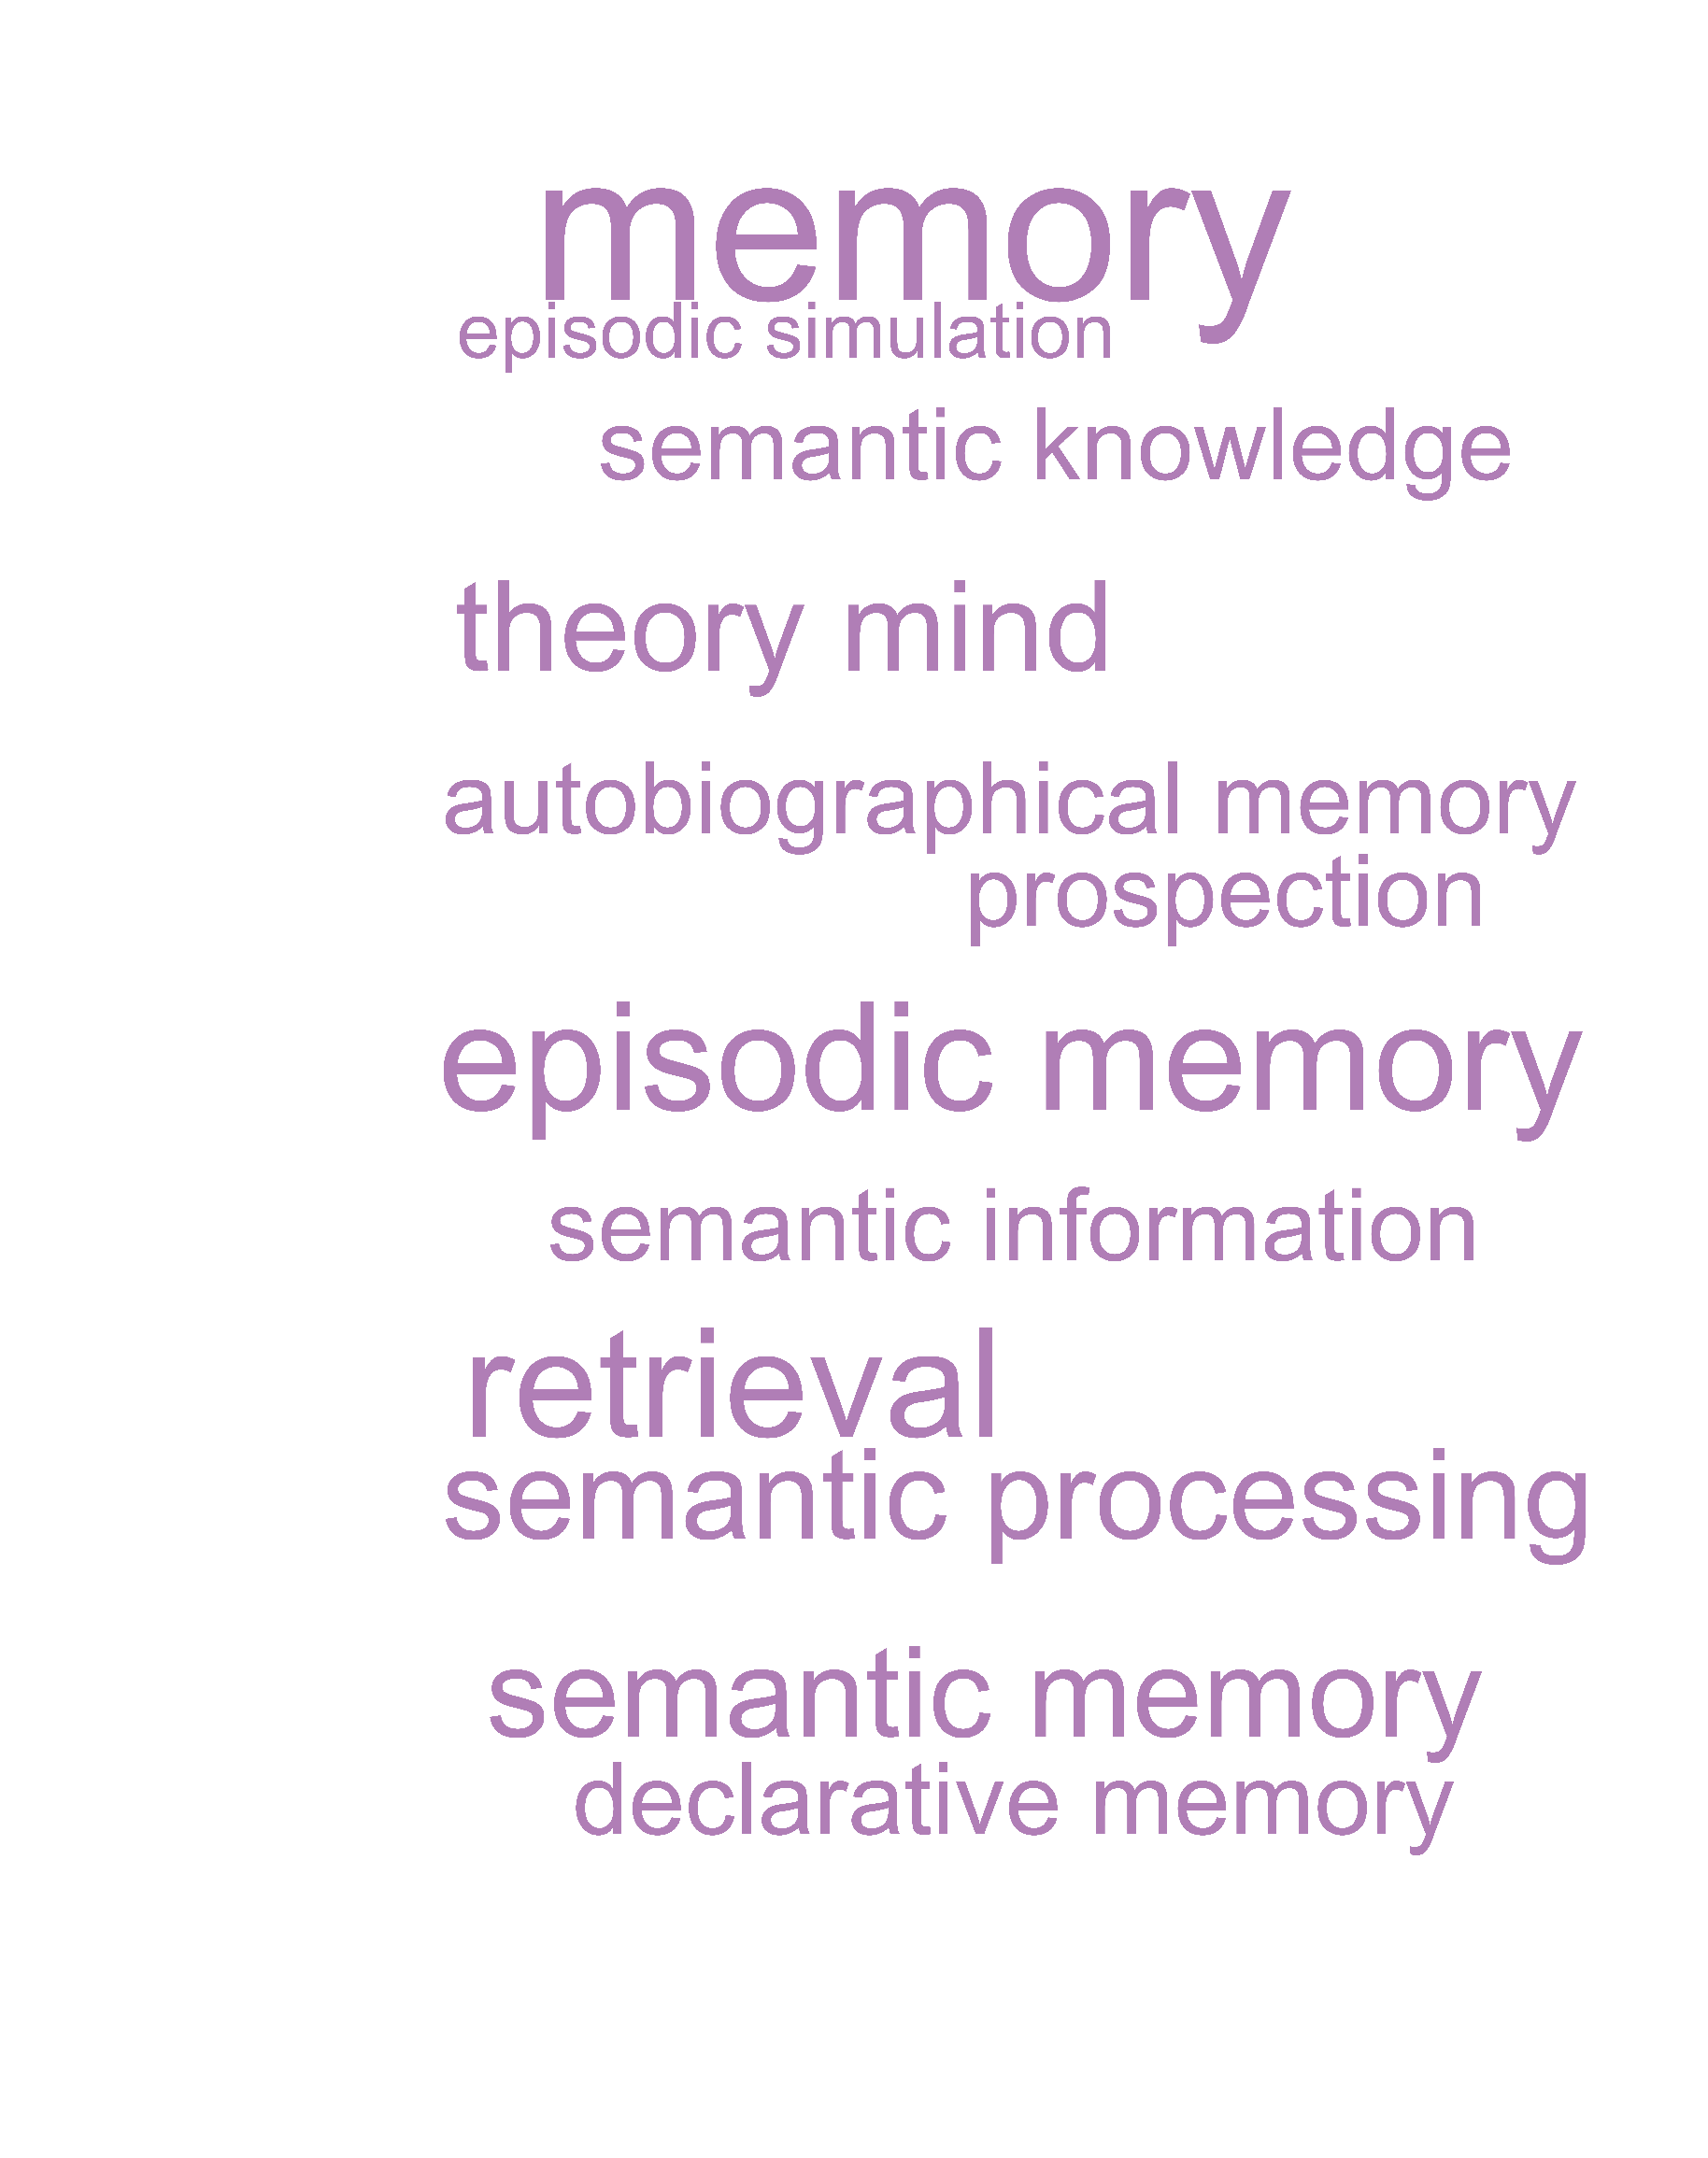 memory
episodic simulation
semantic knowledge
theory mind
autobiographical memory
prospection
episodic memory
semantic information
retrieval
semantic processing
semantic memory
declarative memory